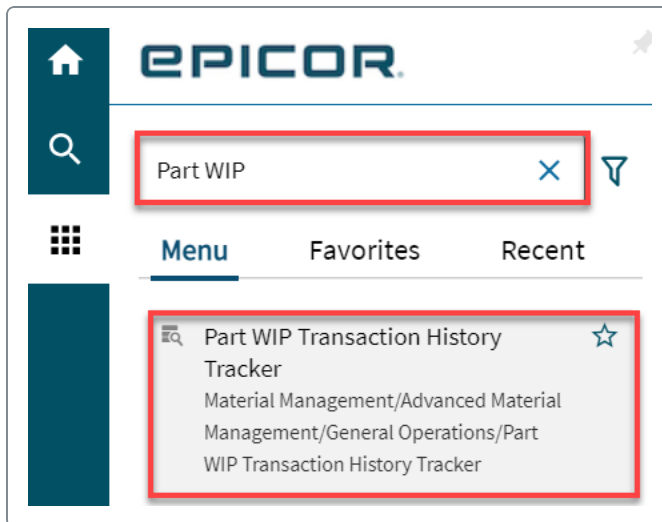 EPICOR.
Part WIP
Menu Favorites Recent
Part WIP Transaction History
Tracker
Material Management/Advanced Material
Management/General Operations/Part
WIP Transaction History Tracker